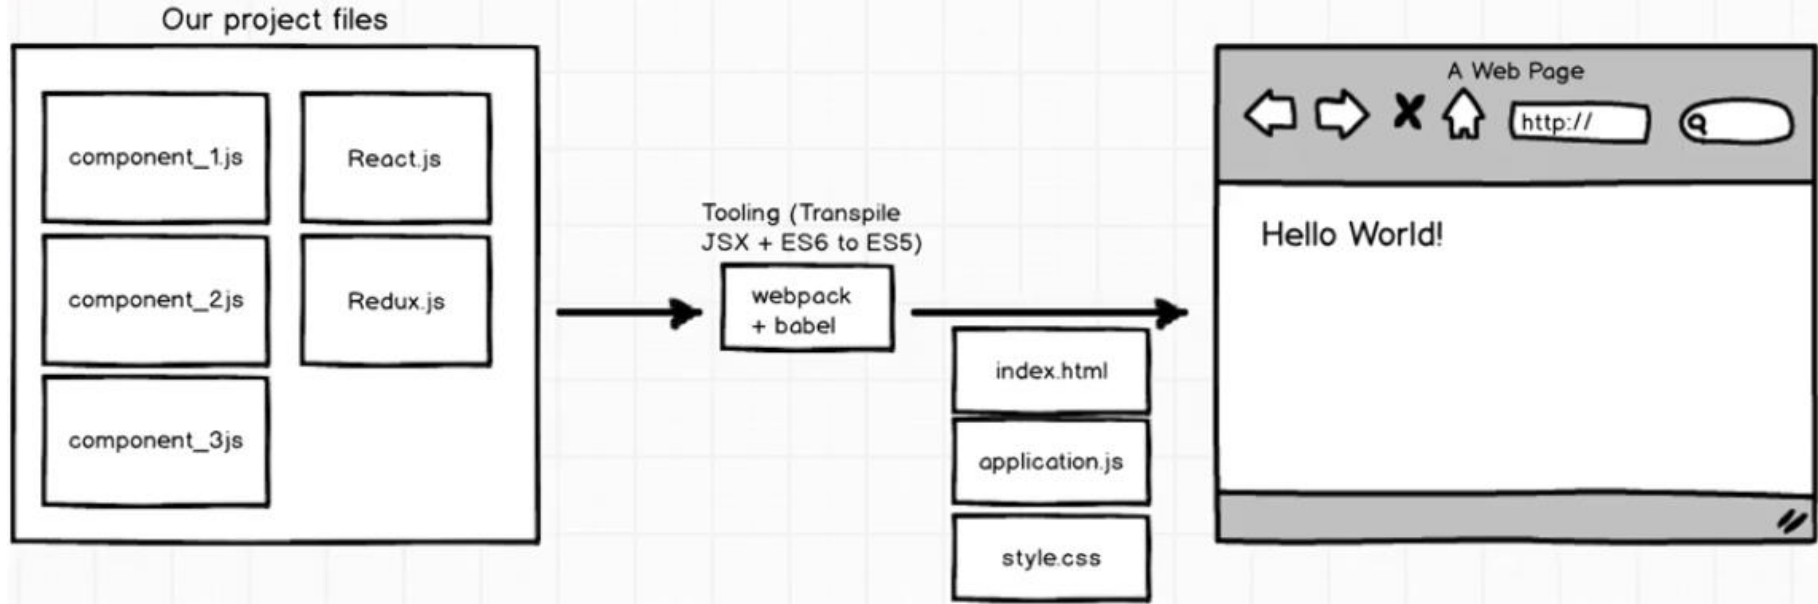 Our project files
component_1.js
React.js
component_2js
Redux.js
component_3js
Tooling (Transpile
JSX + ES6 to ES5)
webpack
+ babel
index.html
application.js
style.css
A Web Page
http://
Hello World!